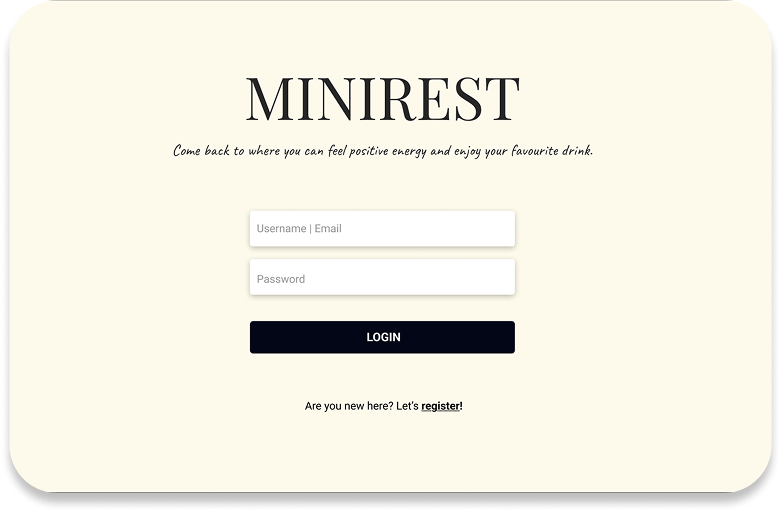 MINIREST
Come back to where you can feel positive energy and enjoy your favourite drink.
Username | Email
Password
LOGIN
Are you new here? Let's register!